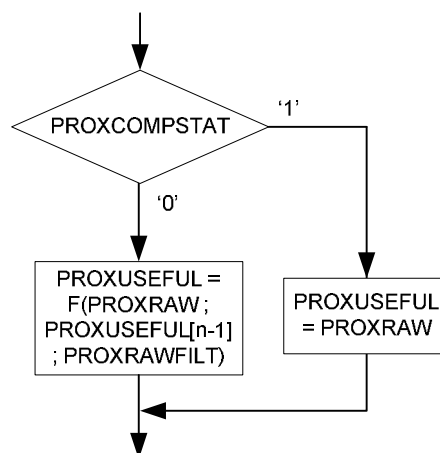 PROXCOMPSTAT
‘1’
‘0’
PROXUSEFUL =
F(PROXRAW ;
PROXUSEFUL[n-1]
; PROXRAWFILT)
PROXUSEFUL
= PROXRAW